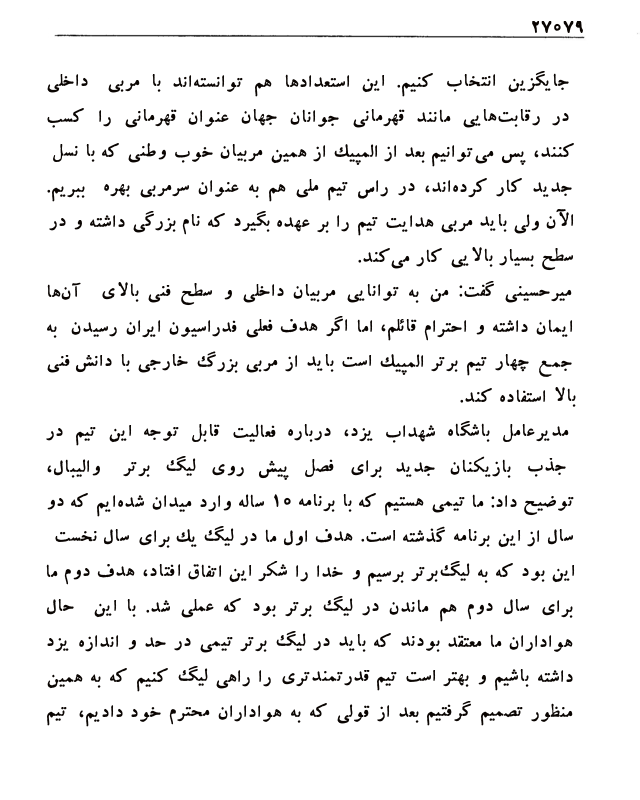 ۲۷۰۷۹
جایگزین انتخاب کنیم. این استعدادها هم توانسته‌اند با مربی داخلی
در رقابت‌هایی مانند قهرمانی جوانان جهان عنوان قهرمانی را کسب
کنند، پس می‌توانیم بعد از المپیك از همین مربیان خوب وطنی که با نسل
جدید کار کرده‌اند، در راس تیم ملی هم به عنوان سرمربی بهره ببریم.
الآن ولی باید مربی هدایت تیم را بر عهده بگیرد که نام بزرگی داشته و در
سطح بسیار بالایی کار می‌کند.
میرحسینی گفت: من به توانایی مربیان داخلی و سطح فنی بالای آن‌ها
ایمان داشته و احترام قائلم، اما اگر هدف فعلی فدراسیون ایران رسیدن به
جمع چهار تیم برتر المپیك است باید از مربی بزرگ خارجی با دانش فنی
بالا استفاده کند.
مدیرعامل باشگاه شهداب یزد، درباره فعالیت قابل توجه این تیم در
جذب بازیکنان جدید برای فصل پیش روی لیگ برتر والیبال،
توضیح داد: ما تیمی هستیم که با برنامه ۱۵ ساله وارد میدان شده‌ایم که دو
سال از این برنامه گذشته است. هدف اول ما در لیگ یك برای سال نخست
این بود که به لیگ‌برتر برسیم و خدا را شکر این اتفاق افتاد، هدف دوم ما
برای سال دوم هم ماندن در لیگ برتر بود که عملی شد. با این حال
هواداران ما معتقد بودند که باید در لیگ برتر تیمی در حد و اندازه یزد
داشته باشیم و بهتر است تیم قدرتمندتری را راهی لیگ کنیم که به همین
منظور تصمیم گرفتیم بعد از قولی که به هواداران محترم خود دادیم، تیم